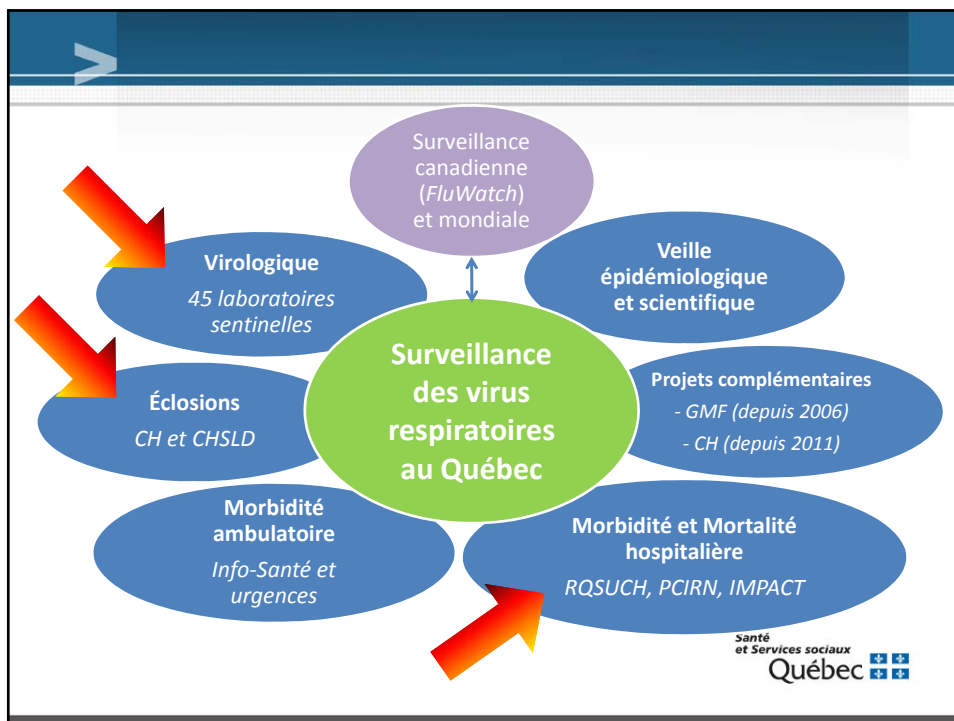 Surveillance
canadienne
(FluWatch)
et mondiale
Virologique
45 laboratoires
sentinelles
Veille
épidémiologique
et scientifique
Surveillance
des virus
respiratoires
au Québec
Éclosions
CH et CHSLD
Projets complémentaires
- GMF (depuis 2006)
- CH (depuis 2011)
Morbidité
ambulatoire
Info-Santé et
urgences
Morbidité et Mortalité
hospitalière
RQSUCH, PCIRN, IMPACT
Santé
et Services sociaux
Québec